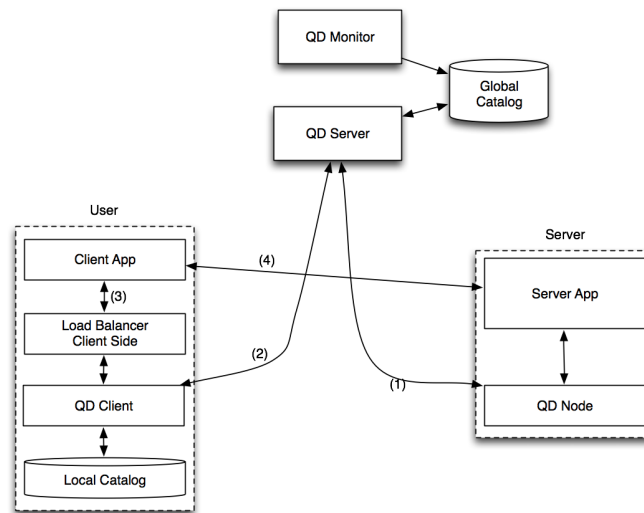 QD Monitor
Global
Catalog
QD Server
User
Server
Client App
(4)
Server App
(3)
Load Balancer
Client Side
(2)
(1)
QD Client
QD Node
Local Catalog